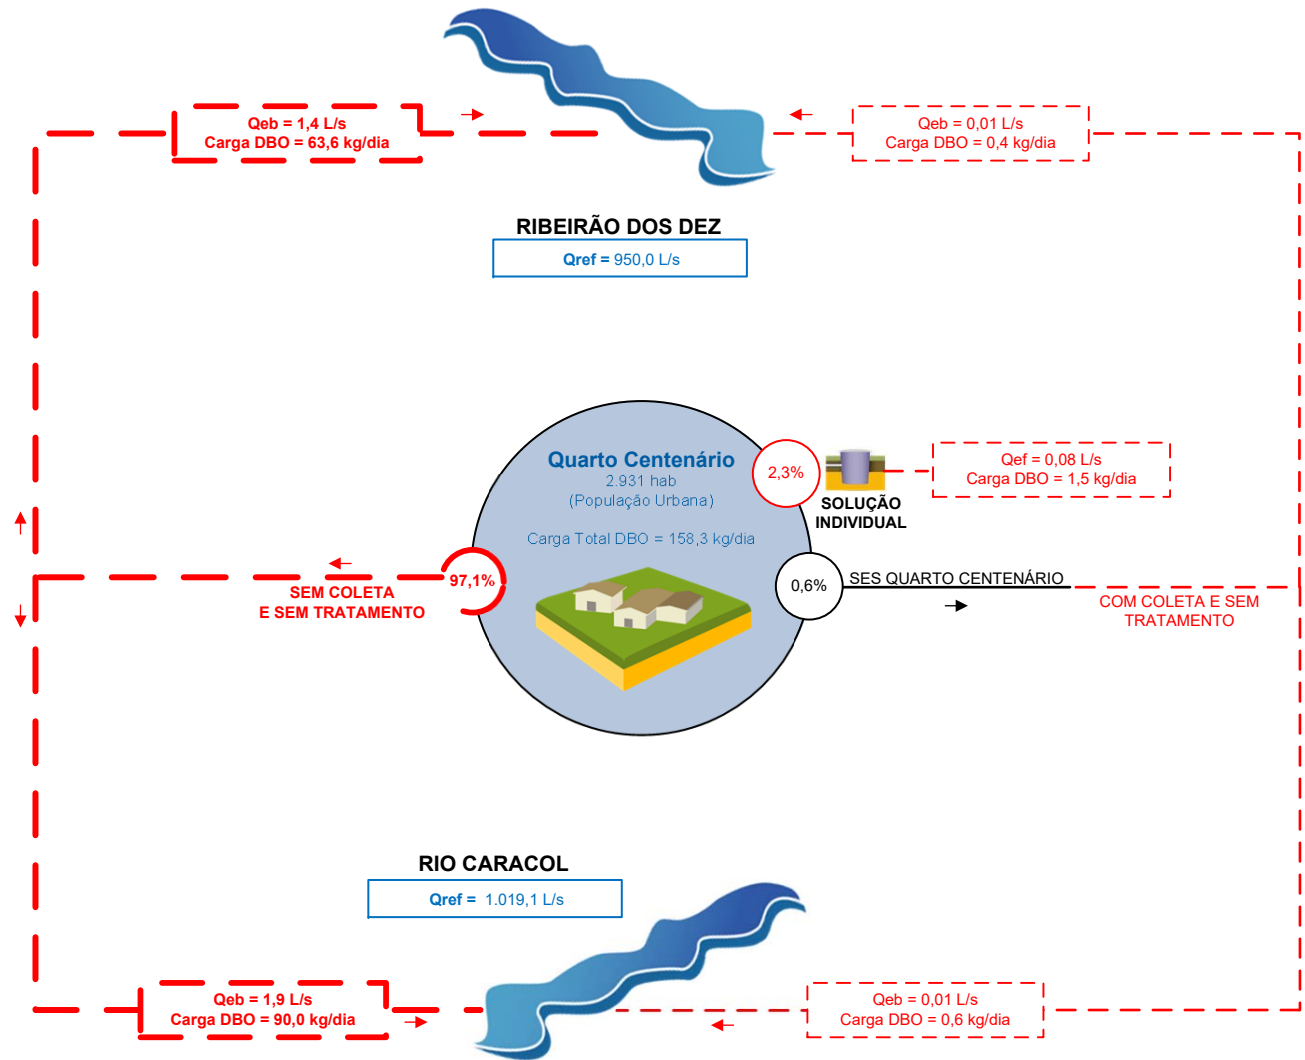 Qeb = 1,4 L/s
Carga DBO = 63,6 kg/dia
Qeb = 0,01 L/s
Carga DBO = 0,4 kg/dia
RIBEIRÃO DOS DEZ
Qref = 950,0 L/s
Quarto Centenário
2.931 hab
(População Urbana)
Carga Total DBO = 158,3 kg/dia
2,3%
SOLUÇÃO
INDIVIDUAL
Qef = 0,08 L/s
Carga DBO = 1,5 kg/dia
97,1%
SEM COLETA
E SEM TRATAMENTO
0,6%
SES QUARTO CENTENÁRIO
COM COLETA E SEM
TRATAMENTO
RIO CARACOL
Qref = 1.019,1 L/s
Qeb = 1,9 L/s
Carga DBO = 90,0 kg/dia
Qeb = 0,01 L/s
Carga DBO = 0,6 kg/dia